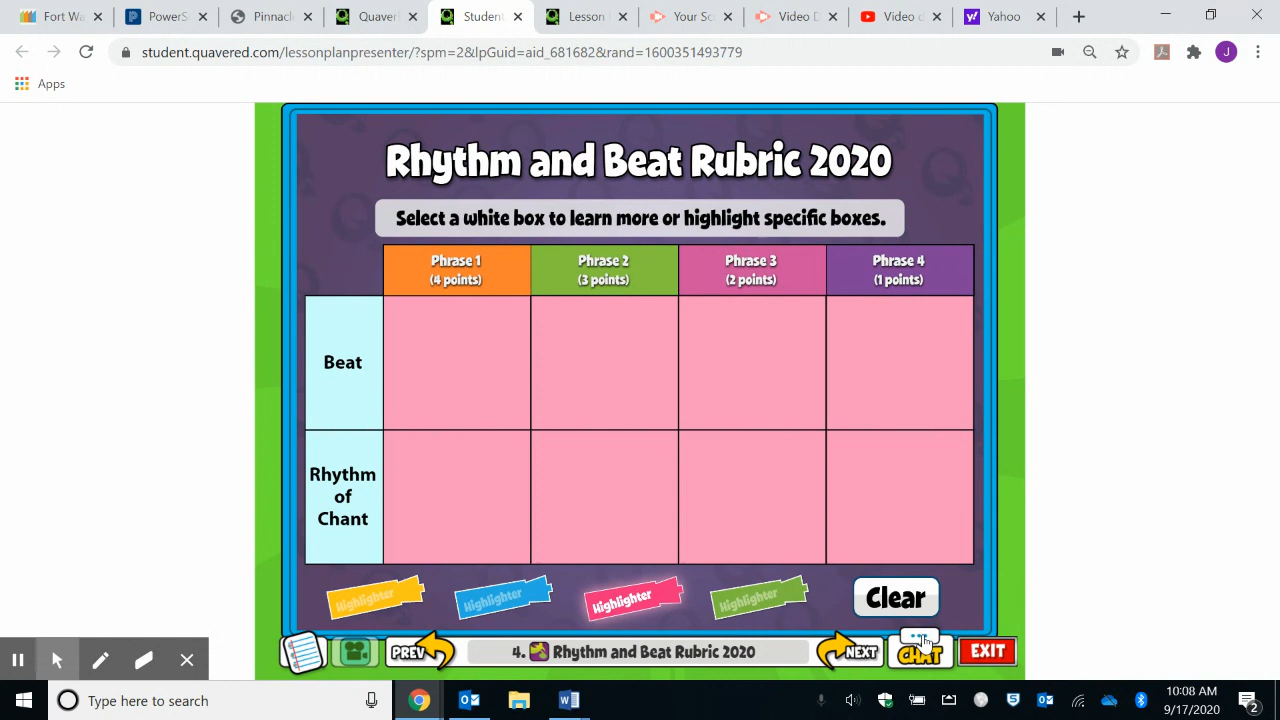 Fort Wa
PowerS
Student
Lesson
Your Sc
Video D
Video c
Yahoo
student.quavered.com/lessonplanpresenter/?spm=2&lpGuid=aid_681682&rand=1600351493779
J
Apps
Rhythm and Beat Rubric 2020
Select a white box to learn more or highlight specific boxes.
Phrase 1 Phrase 2 Phrase 3 Phrase 4
(4 points) (3 points) (2 points) (1 points)
Beat
Rhythm
of
Chant
Highlighter Highlighter Highlighter Highlighter Clear
PREV 4. Rhythm and Beat Rubric 2020 NEXT CHAT EXIT
Type here to search
10:08 AM
9/17/2020
2